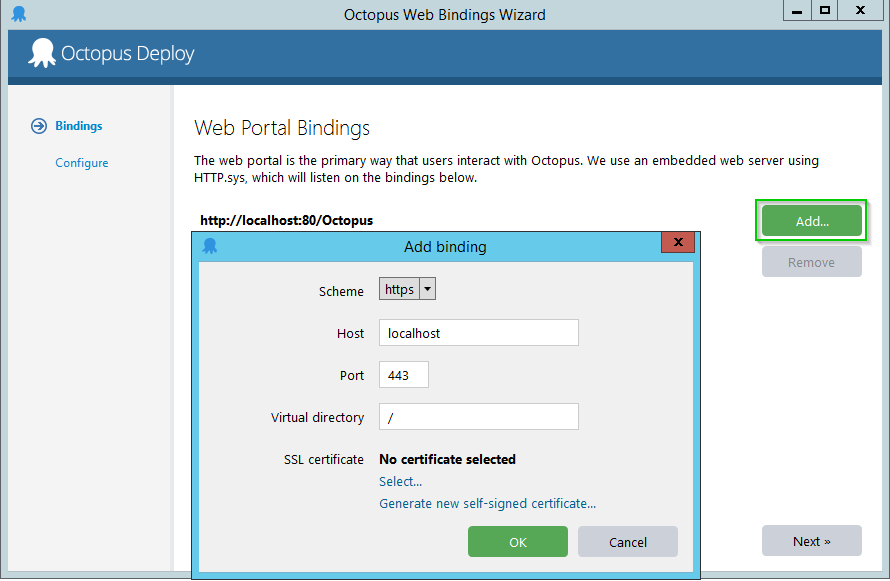 Octopus Web Bindings Wizard
Octopus Deploy
Bindings
Configure
Web Portal Bindings
The web portal is the primary way that users interact with Octopus. We use an embedded web server using
HTTP.sys, which will listen on the bindings below.
http://localhost:80/Octopus
Add...
Remove
Add binding
Scheme https
Host localhost
Port 443
Virtual directory /
SSL certificate No certificate selected
Select...
Generate new self-signed certificate...
OK Cancel
Next »